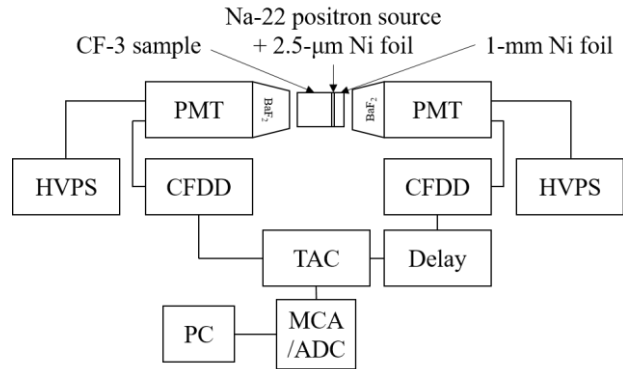 Na-22 positron source
CF-3 sample
+ 2.5-μm Ni foil
1-mm Ni foil
PMT
BaF2
BaF2
PMT
HVPS
CFDD
CFDD
HVPS
TAC
Delay
PC
MCA
/ADC